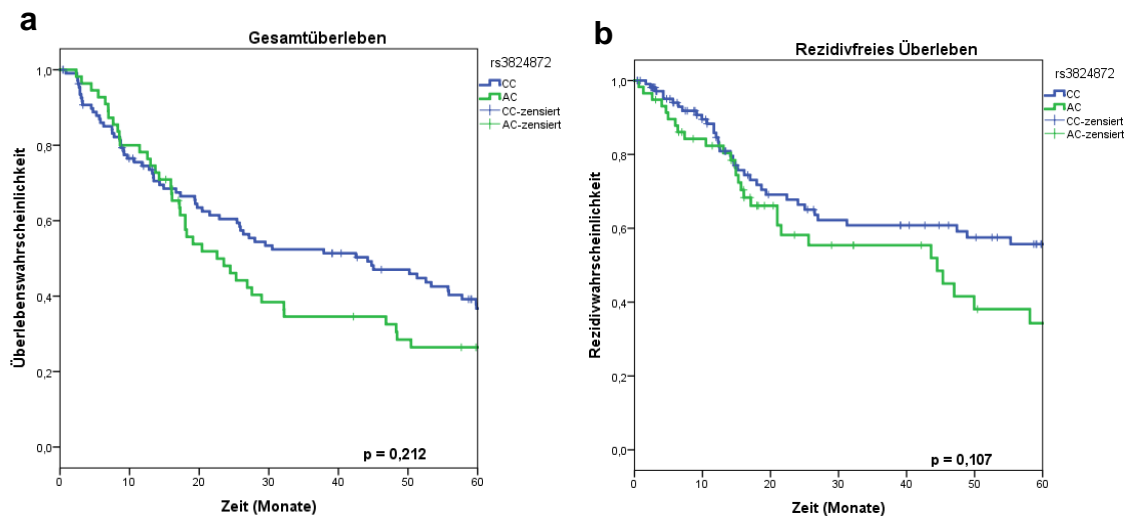 a
Gesamtüberleben
rs3824872
CC
AC
CC-zensiert
AC-zensiert
Überlebenswahrscheinlichkeit
1,0
0,8
0,6
0,4
0,2
0,0
p = 0,212
0 10 20 30 40 50 60
Zeit (Monate)
b
Rezidivfreies Überleben
rs3824872
CC
AC
CC-zensiert
AC-zensiert
Rezidivwahrscheinlichkeit
1,0
0,8
0,6
0,4
0,2
0,0
p = 0,107
0 10 20 30 40 50 60
Zeit (Monate)